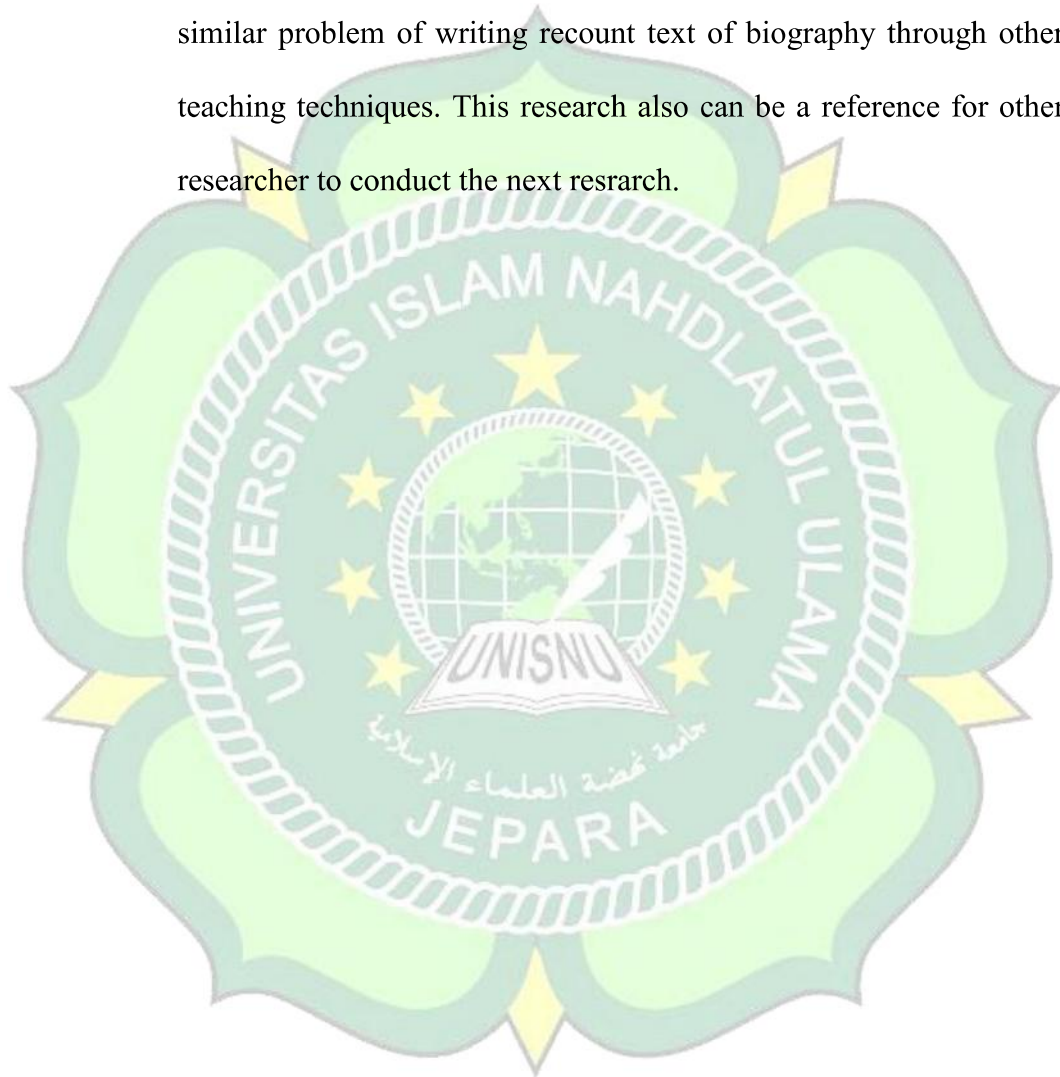 similar problem of writing recount text of biography through other
teaching techniques. This research also can be a reference for other
researcher to conduct the next resrarch.
UNIVERSITAS ISLAM NAHDLATUL ULAMA
UNISNU
جامعة نهضة العلماء الإسلامية
JEPARA